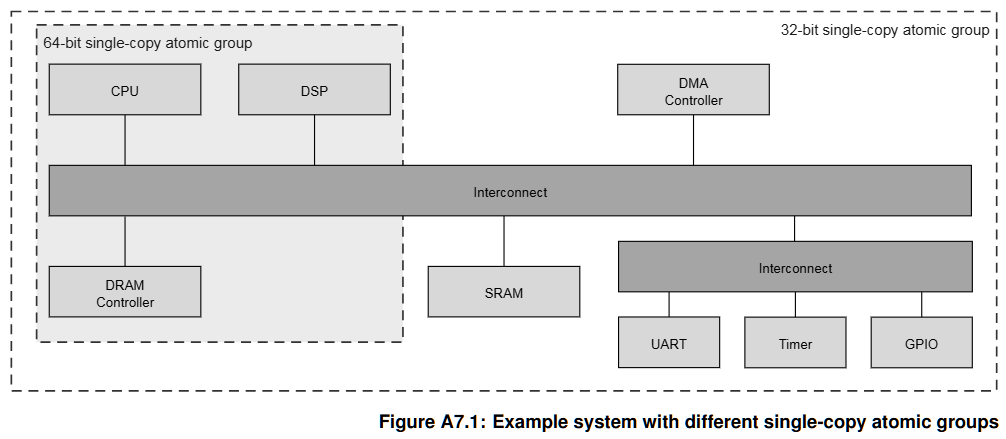 32-bit single-copy atomic group
64-bit single-copy atomic group
CPU
DSP
DMA
Controller
Interconnect
DRAM
Controller
SRAM
Interconnect
UART
Timer
GPIO
Figure A7.1: Example system with different single-copy atomic groups